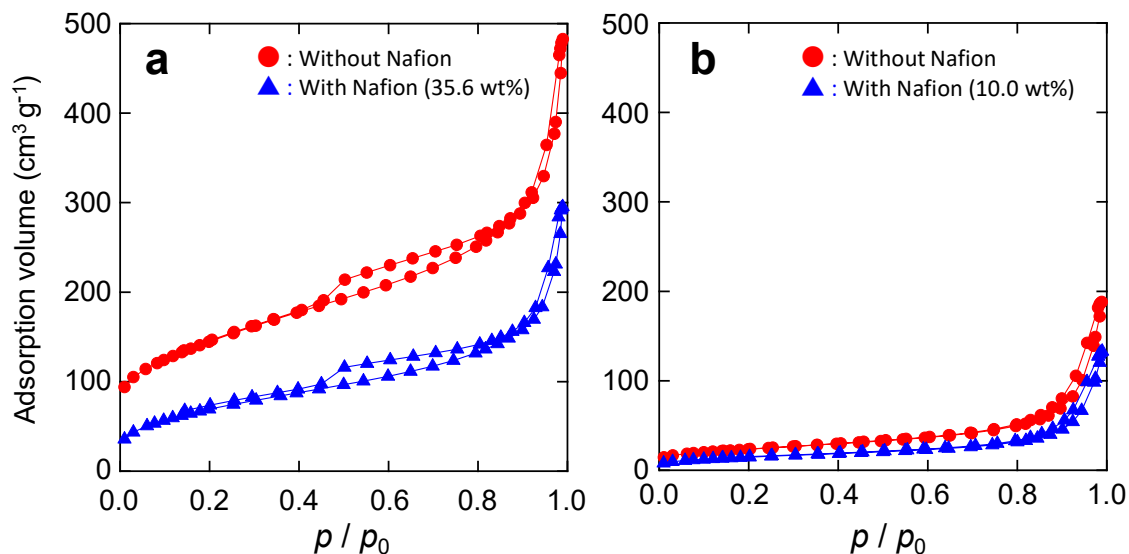 a
● : Without Nafion
▲ : With Nafion (35.6 wt%)
Adsorption volume (cm³ g⁻¹)
500
400
300
200
100
0
0.0 0.2 0.4 0.6 0.8 1.0
p / p₀
b
● : Without Nafion
▲ : With Nafion (10.0 wt%)
500
400
300
200
100
0
0.0 0.2 0.4 0.6 0.8 1.0
p / p₀